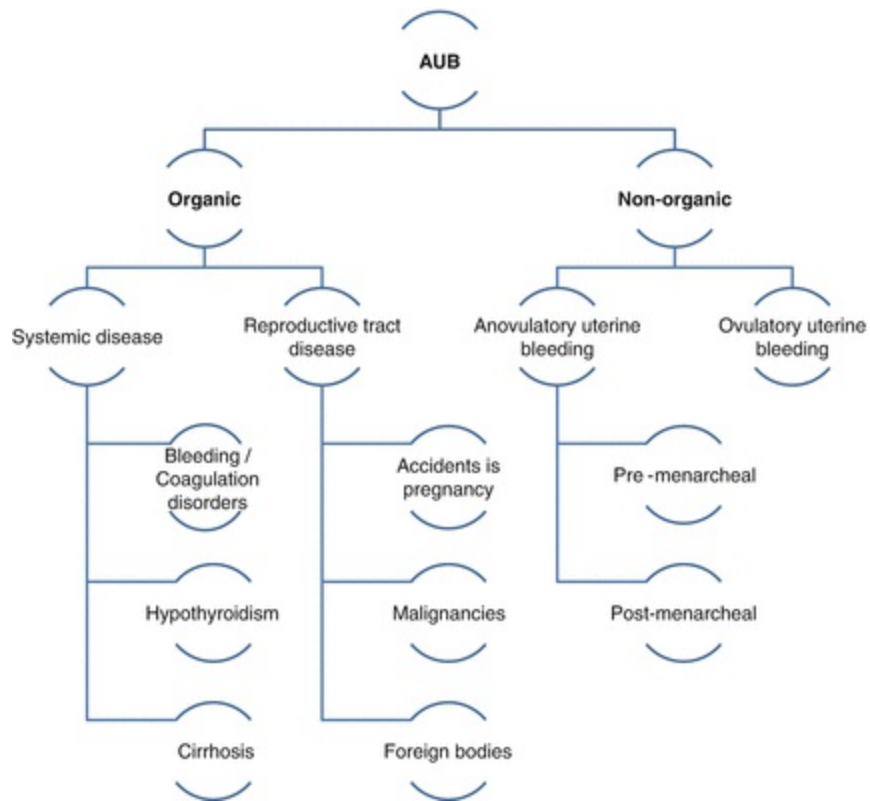 AUB
Organic
Non-organic
Systemic disease
Reproductive tract
disease
Anovulatory uterine
bleeding
Ovulatory uterine
bleeding
Bleeding /
Coagulation
disorders
Accidents is
pregnancy
Pre -menarcheal
Hypothyroidism
Malignancies
Post-menarcheal
Cirrhosis
Foreign bodies